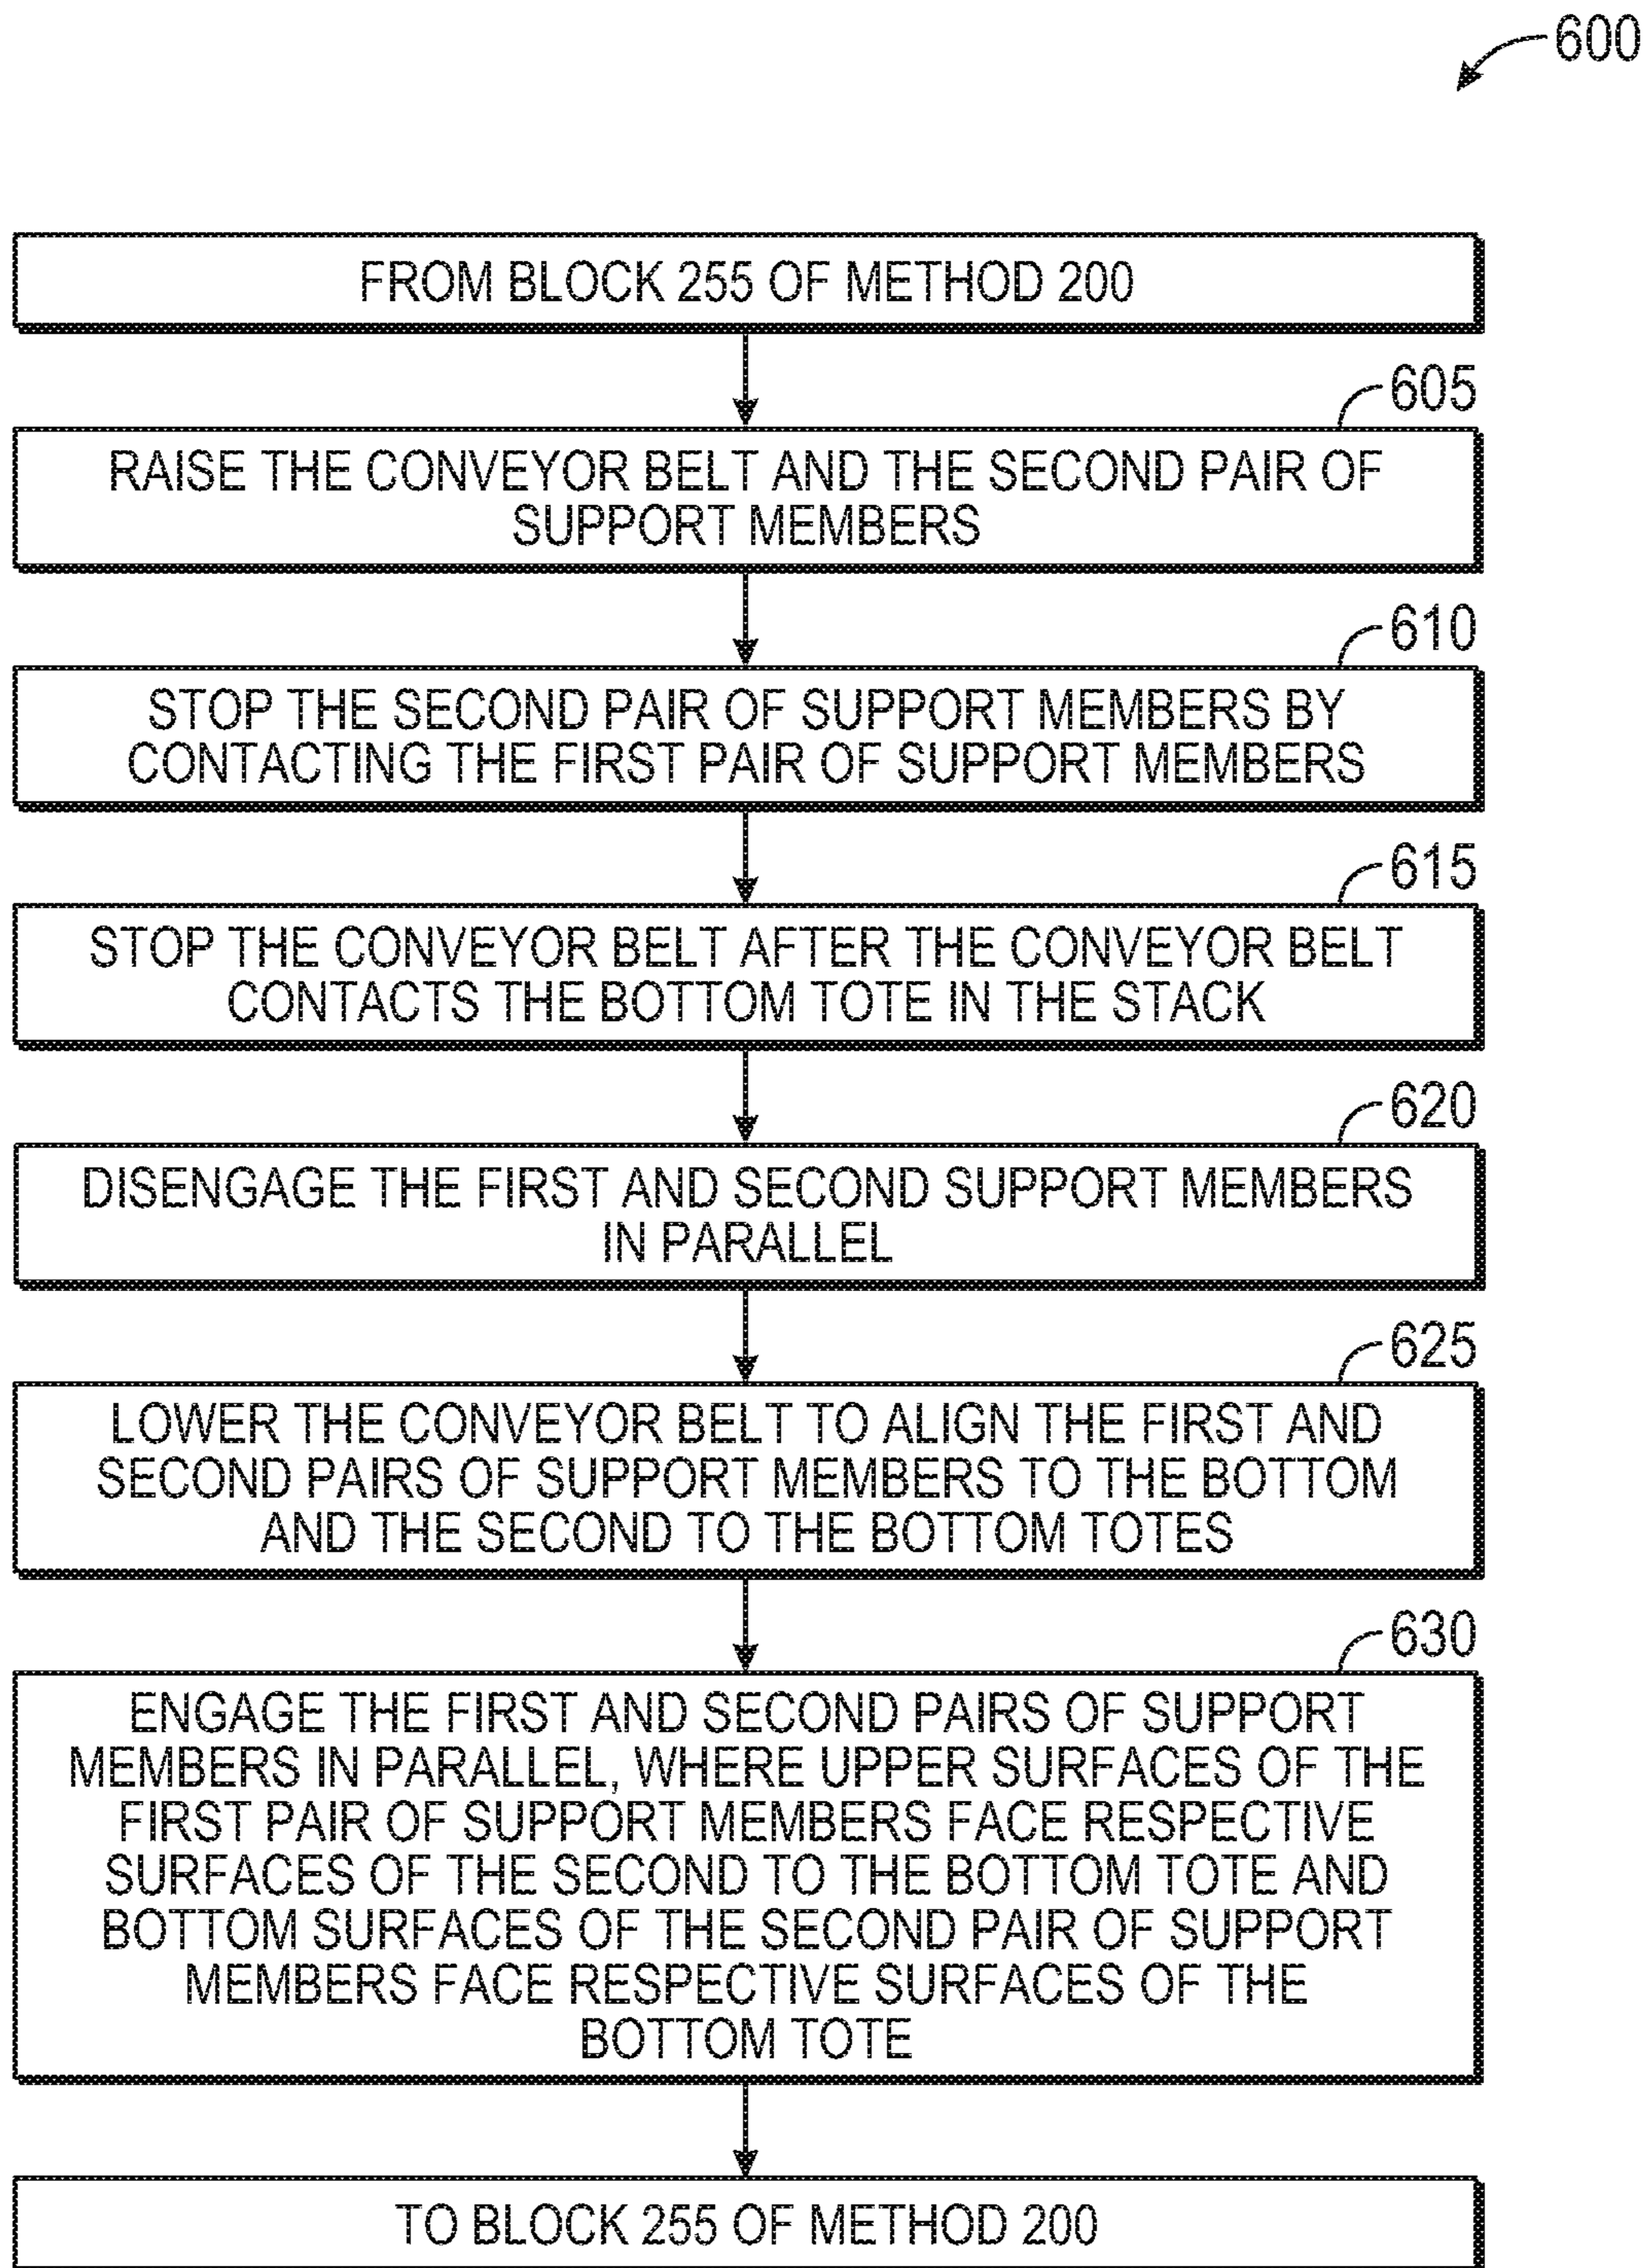 600
FROM BLOCK 255 OF METHOD 200
605
RAISE THE CONVEYOR BELT AND THE SECOND PAIR OF
SUPPORT MEMBERS
610
STOP THE SECOND PAIR OF SUPPORT MEMBERS BY
CONTACTING THE FIRST PAIR OF SUPPORT MEMBERS
615
STOP THE CONVEYOR BELT AFTER THE CONVEYOR BELT
CONTACTS THE BOTTOM TOTE IN THE STACK
620
DISENGAGE THE FIRST AND SECOND SUPPORT MEMBERS
IN PARALLEL
625
LOWER THE CONVEYOR BELT TO ALIGN THE FIRST AND
SECOND PAIRS OF SUPPORT MEMBERS TO THE BOTTOM
AND THE SECOND TO THE BOTTOM TOTES
630
ENGAGE THE FIRST AND SECOND PAIRS OF SUPPORT
MEMBERS IN PARALLEL, WHERE UPPER SURFACES OF THE
FIRST PAIR OF SUPPORT MEMBERS FACE RESPECTIVE
SURFACES OF THE SECOND TO THE BOTTOM TOTE AND
BOTTOM SURFACES OF THE SECOND PAIR OF SUPPORT
MEMBERS FACE RESPECTIVE SURFACES OF THE
BOTTOM TOTE
TO BLOCK 255 OF METHOD 200